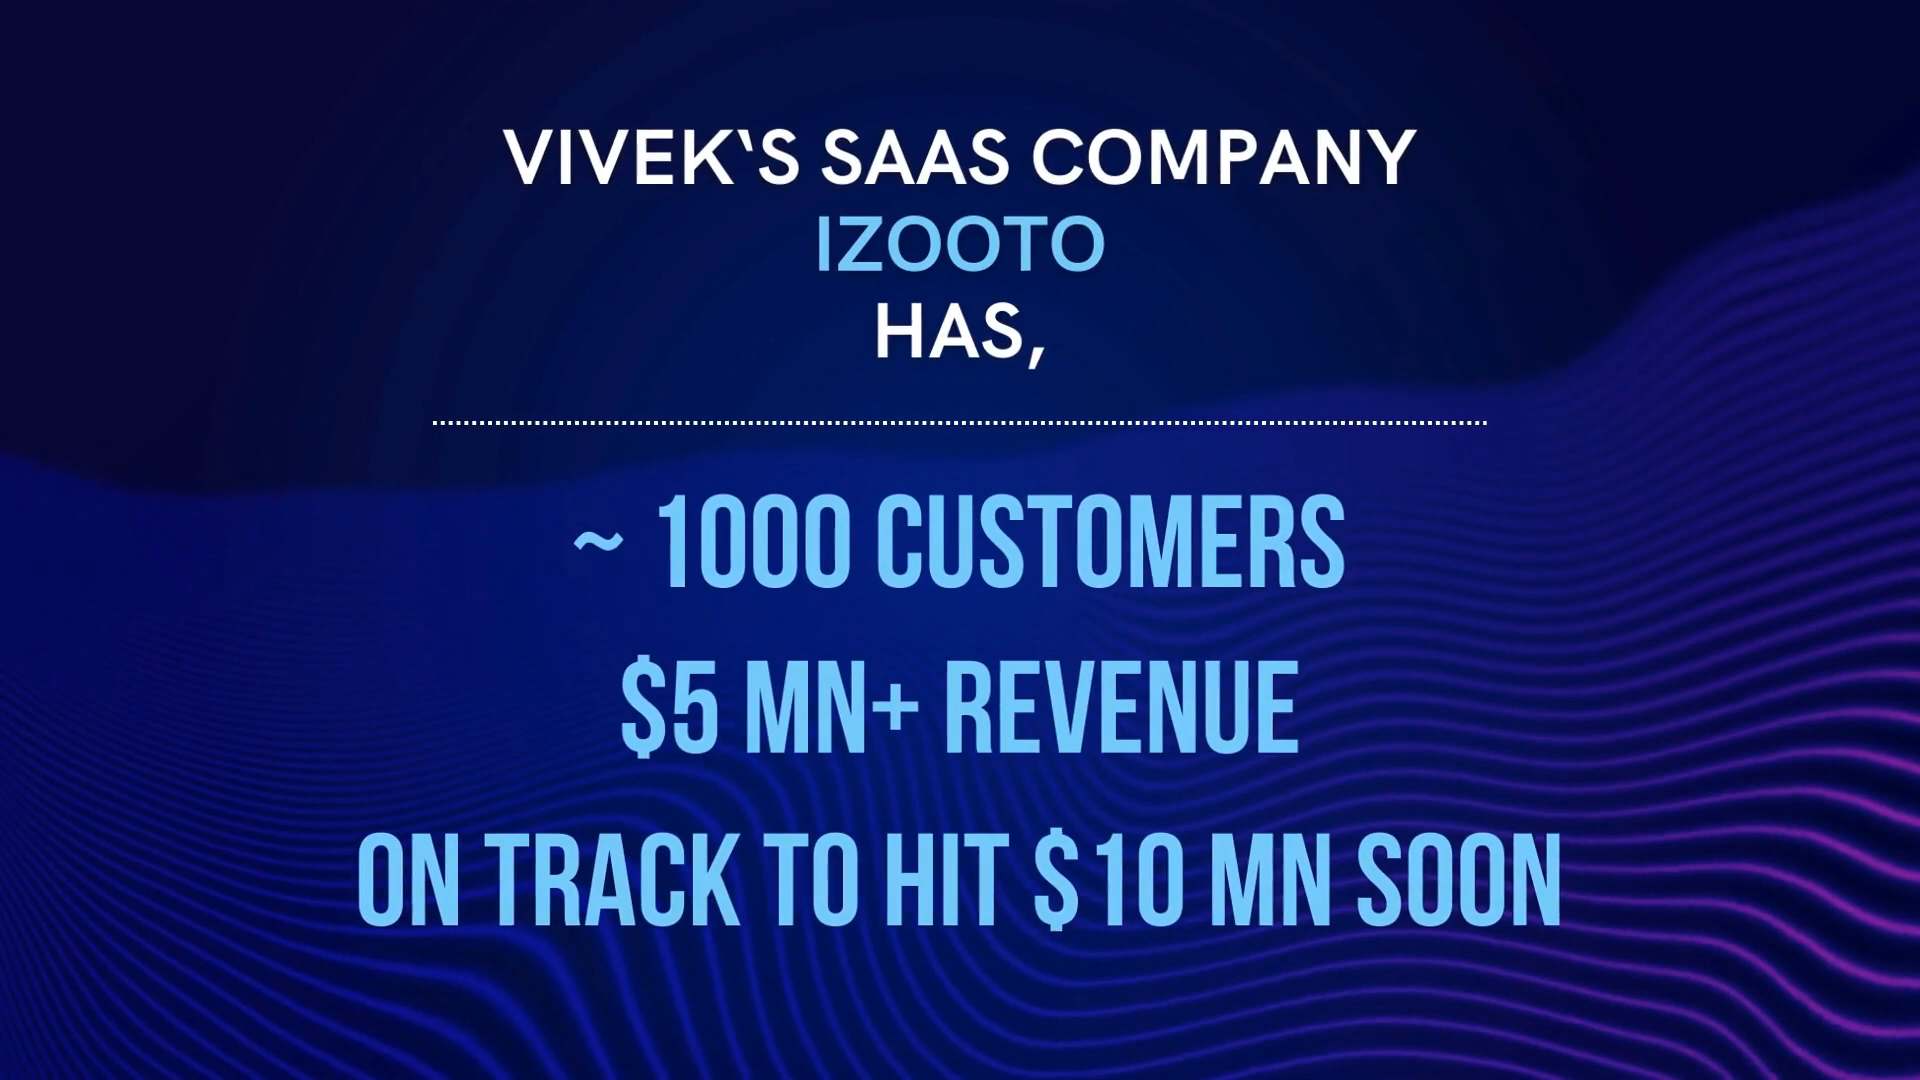 VIVEK‘S SAAS COMPANY
IZOOTO
HAS,
~ 1000 CUSTOMERS
$5 MN+ REVENUE
ON TRACK TO HIT $10 MN SOON